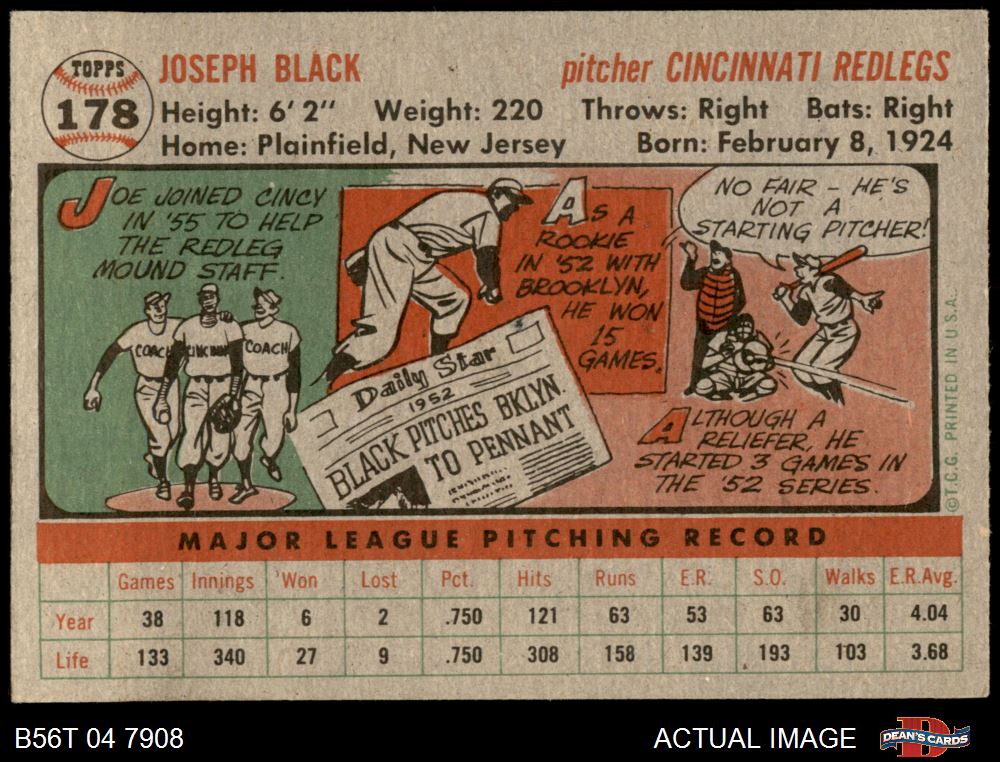 TOPPS
178
JOSEPH BLACK
pitcher CINCINNATI REDLEGS
Height: 6' 2" Weight: 220 Throws: Right Bats: Right
Home: Plainfield, New Jersey Born: February 8, 1924
JOE JOINED CINCY
IN '55 TO HELP
THE REDLEG
MOUND STAFF.
COACH
COACH
AS A
ROOKIE
IN '52 WITH
BROOKLYN,
HE WON
15
GAMES.
Daily Star
1952
BLACK PITCHES BKLYN
TO PENNANT
NO FAIR - HE'S
NOT A
STARTING PITCHER!
ALTHOUGH A
RELIEFER, HE
STARTED 3 GAMES IN
THE '52 SERIES.
©T.C.G. PRINTED IN U.S.A.
MAJOR LEAGUE PITCHING RECORD
Games Innings Won Lost Pct. Hits Runs E.R. S.O. Walks E.R.Avg.
Year 38 118 6 2 .750 121 63 53 63 30 4.04
Life 133 340 27 9 .750 308 158 139 193 103 3.68
B56T 04 7908
ACTUAL IMAGE
DEAN'S CARDS